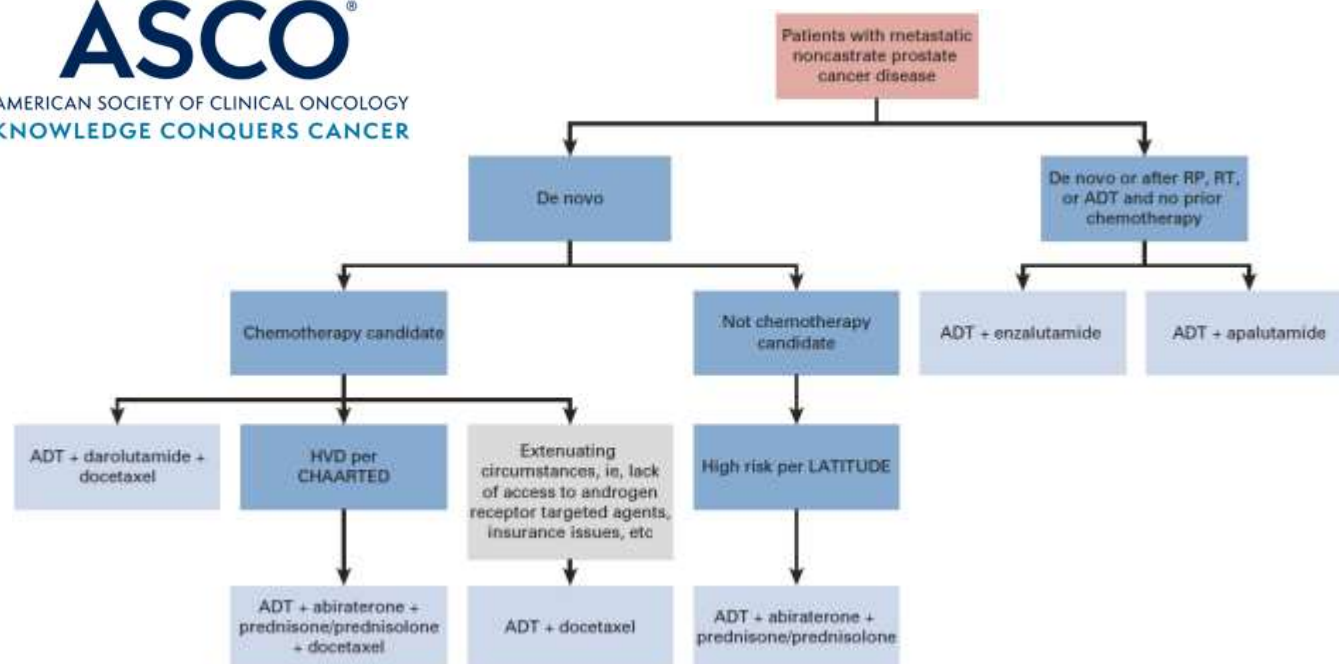 ASCO®
AMERICAN SOCIETY OF CLINICAL ONCOLOGY
KNOWLEDGE CONQUERS CANCER
Patients with metastatic
noncastrate prostate
cancer disease
De novo
De novo or after RP, RT,
or ADT and no prior
chemotherapy
Chemotherapy candidate
Not chemotherapy
candidate
ADT + enzalutamide
ADT + apalutamide
ADT + darolutamide +
docetaxel
HVD per
CHAARTED
Extenuating
circumstances, ie, lack
of access to androgen
receptor targeted agents,
insurance issues, etc
High risk per LATITUDE
ADT + abiraterone +
prednisone/prednisolone
+ docetaxel
ADT + docetaxel
ADT + abiraterone +
prednisone/prednisolone